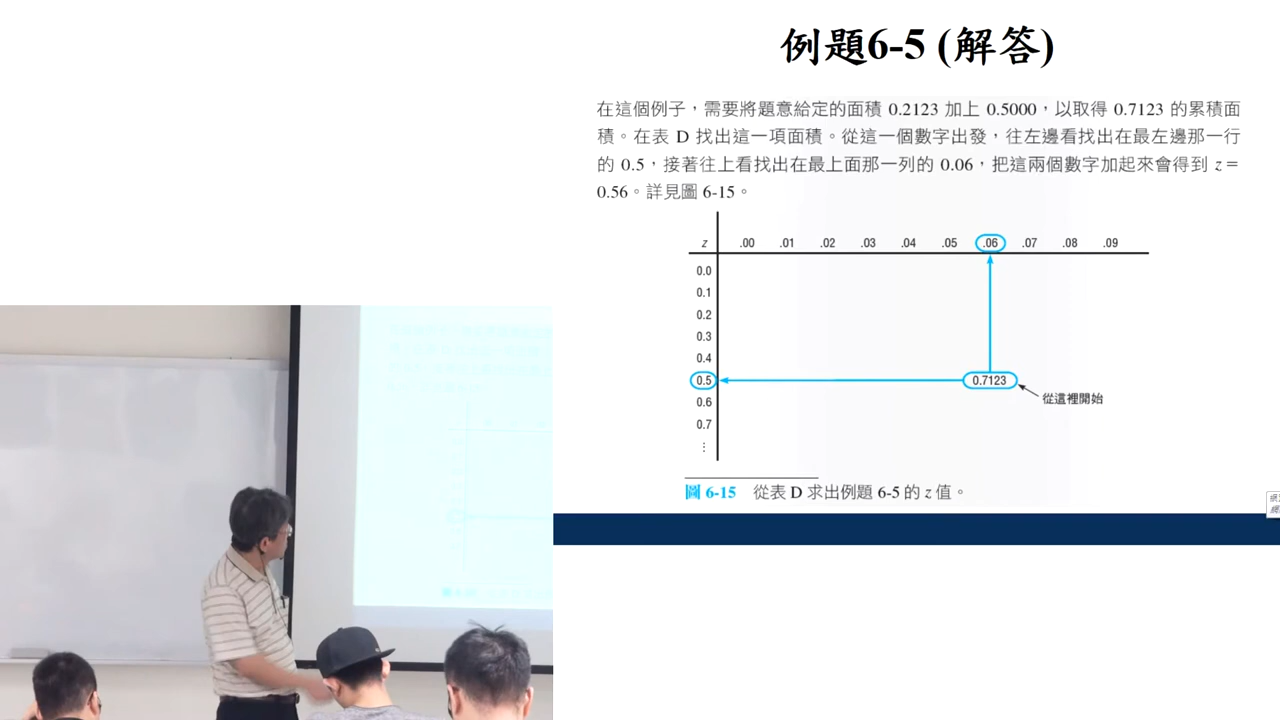 例題6-5 (解答)
在這個例子，需要將題意給定的面積 0.2123 加上 0.5000，以取得 0.7123 的累積面
積。在表 D 找出這一項面積。從這一個數字出發，往左邊看找出在最左邊那一行
的 0.5，接著往上看找出在最上面那一列的 0.06，把這兩個數字加起來會得到 z＝
0.56。詳見圖 6-15。
z .00 .01 .02 .03 .04 .05 .06 .07 .08 .09
0.0
0.1
0.2
0.3
0.4
0.5 0.7123
從這裡開始
0.6
0.7
⋮
圖 6-15 從表 D 求出例題 6-5 的 z 值。